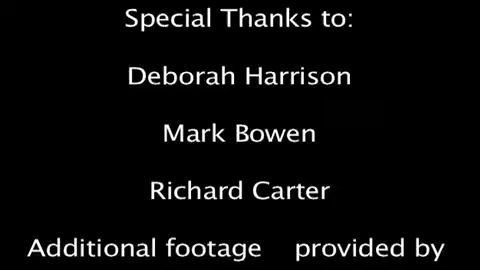 Special Thanks to:
Deborah Harrison
Mark Bowen
Richard Carter
Additional footage provided by